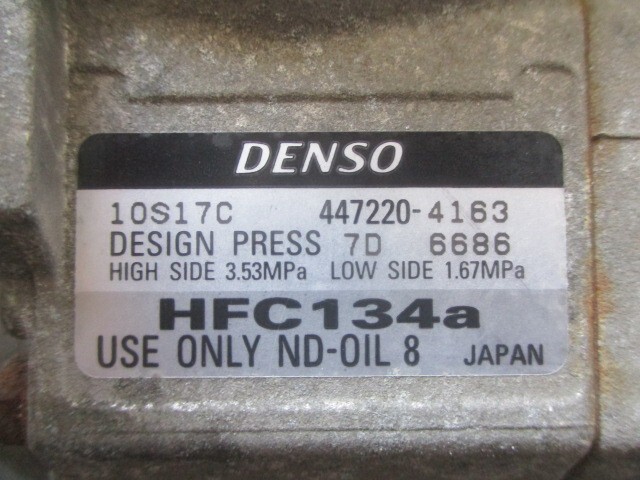 DENSO
10S17C 447220-4163
DESIGN PRESS 7D 6686
HIGH SIDE 3.53MPa LOW SIDE 1.67MPa
HFC134a
USE ONLY ND-OIL 8 JAPAN